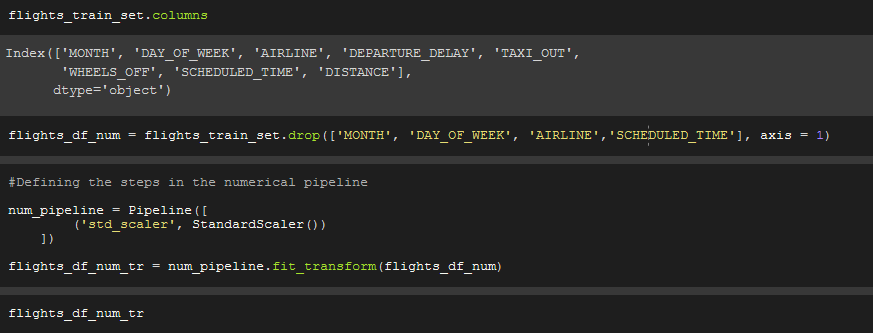 flights_train_set.columns
Index(['MONTH', 'DAY_OF_WEEK', 'AIRLINE', 'DEPARTURE_DELAY', 'TAXI_OUT',
       'WHEELS_OFF', 'SCHEDULED_TIME', 'DISTANCE'],
      dtype='object')
flights_df_num = flights_train_set.drop(['MONTH', 'DAY_OF_WEEK', 'AIRLINE','SCHEDULED_TIME'], axis = 1)
#Defining the steps in the numerical pipeline
num_pipeline = Pipeline([
        ('std_scaler', StandardScaler())
    ])
flights_df_num_tr = num_pipeline.fit_transform(flights_df_num)
flights_df_num_tr